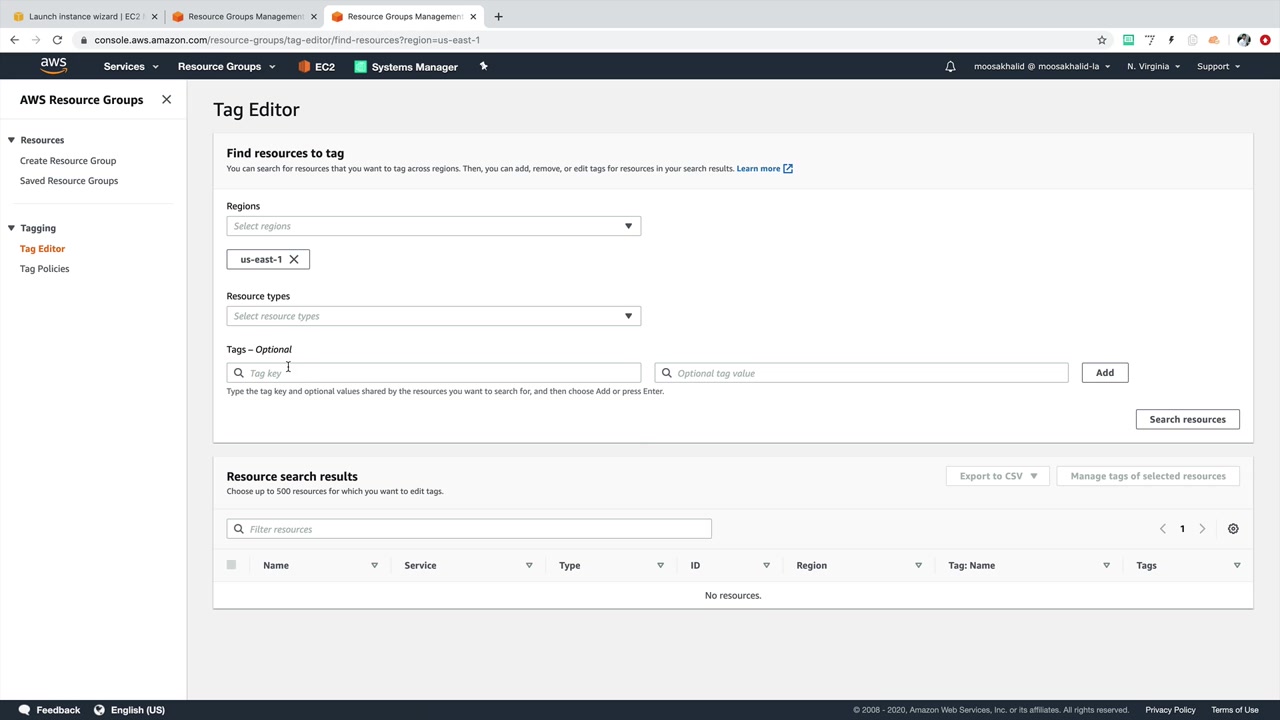 Launch instance wizard | EC2
Resource Groups Management
Resource Groups Management
console.aws.amazon.com/resource-groups/tag-editor/find-resources?region=us-east-1
aws
Services
Resource Groups
EC2
Systems Manager
moosakhalid @ moosakhalid-la
N. Virginia
Support
AWS Resource Groups
Resources
Create Resource Group
Saved Resource Groups
Tagging
Tag Editor
Tag Policies
Tag Editor
Find resources to tag
You can search for resources that you want to tag across regions. Then, you can add, remove, or edit tags for resources in your search results. Learn more
Regions
Select regions
us-east-1
Resource types
Select resource types
Tags – Optional
Tag key
Optional tag value
Add
Type the tag key and optional values shared by the resources you want to search for, and then choose Add or press Enter.
Search resources
Resource search results
Choose up to 500 resources for which you want to edit tags.
Export to CSV
Manage tags of selected resources
Filter resources
1
Name Service Type ID Region Tag: Name Tags
No resources.
Feedback
English (US)
© 2008 - 2020, Amazon Web Services, Inc. or its affiliates. All rights reserved.
Privacy Policy
Terms of Use